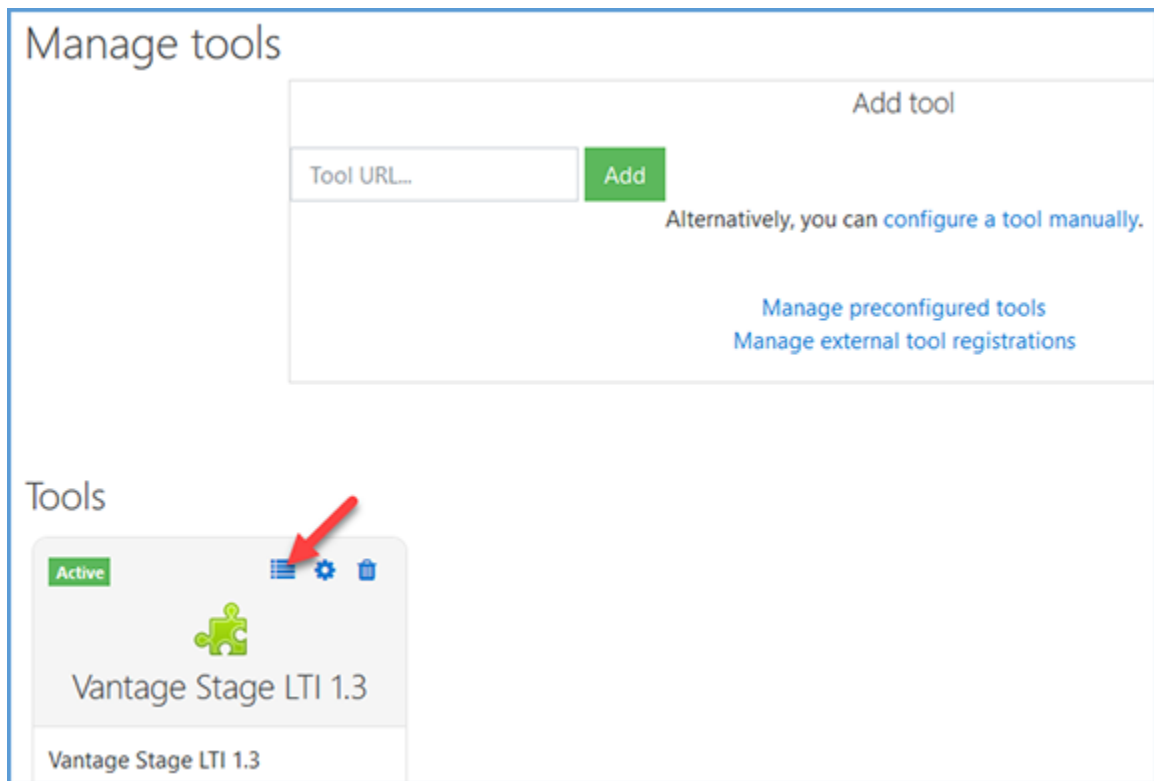 Manage tools
Add tool
Tool URL...
Add
Alternatively, you can configure a tool manually.
Manage preconfigured tools
Manage external tool registrations
Tools
Active
Vantage Stage LTI 1.3
Vantage Stage LTI 1.3